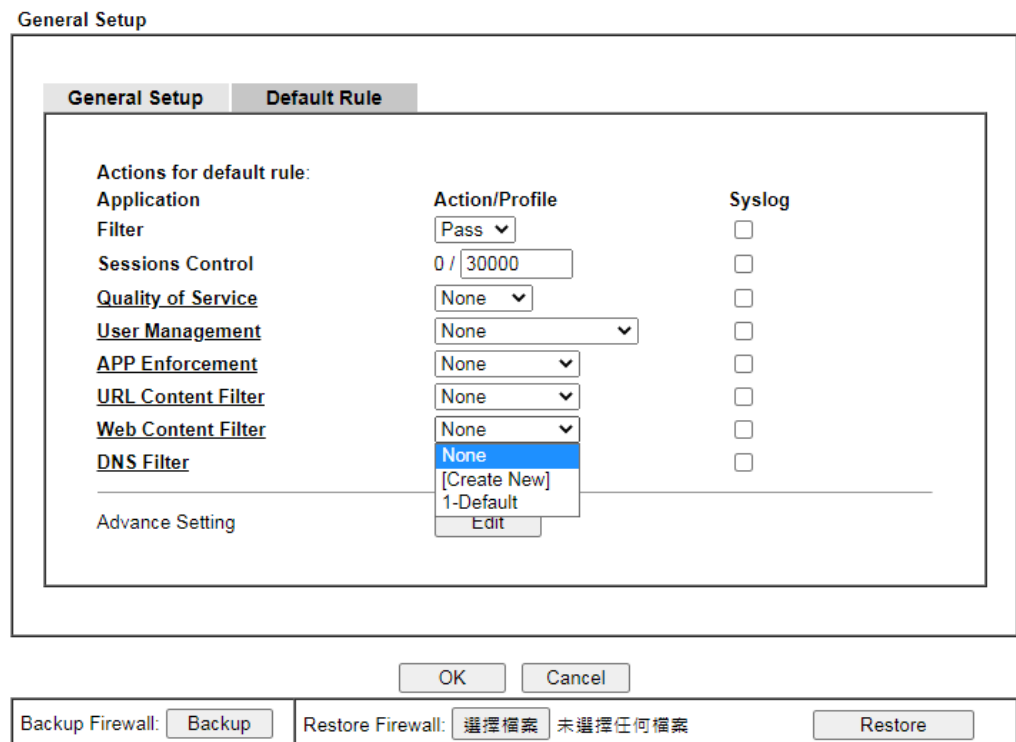 General Setup
General Setup Default Rule
Actions for default rule:
Application Action/Profile Syslog
Filter Pass
Sessions Control 0 / 30000
Quality of Service None
User Management None
APP Enforcement None
URL Content Filter None
Web Content Filter None
None
DNS Filter
[Create New]
1-Default
Advance Setting Edit
OK Cancel
Backup Firewall: Backup Restore Firewall: 選擇檔案 未選擇任何檔案 Restore